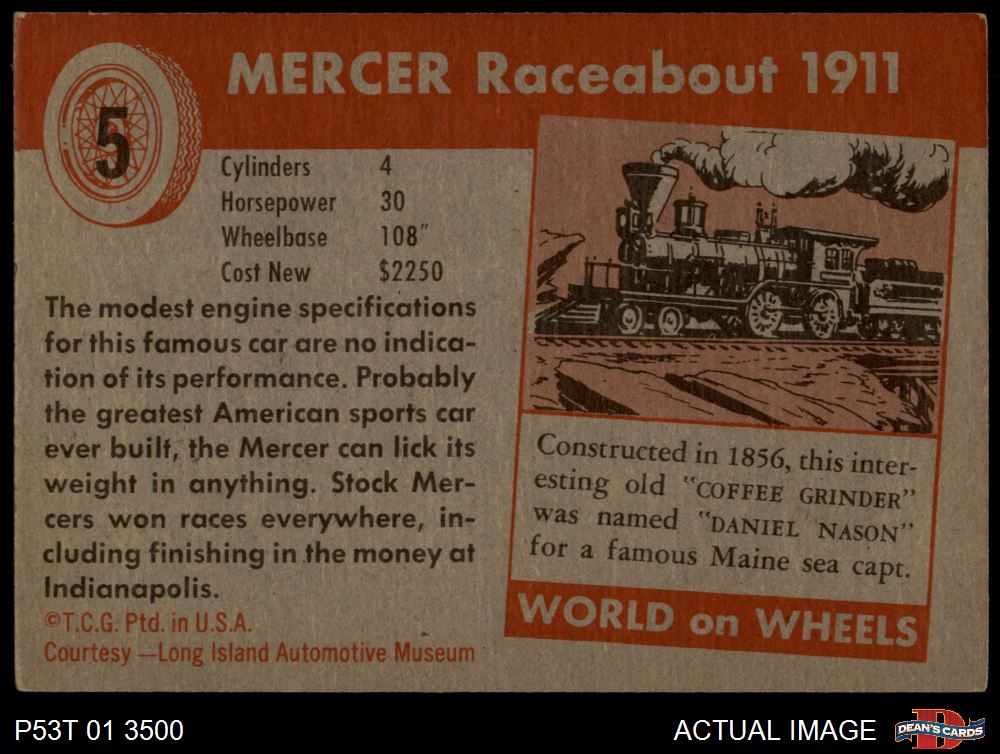 MERCER Raceabout 1911
5
Cylinders 4
Horsepower 30
Wheelbase 108"
Cost New $2250
The modest engine specifications
for this famous car are no indica-
tion of its performance. Probably
the greatest American sports car
ever built, the Mercer can lick its
weight in anything. Stock Mer-
cers won races everywhere, in-
cluding finishing in the money at
Indianapolis.
©T.C.G. Ptd. in U.S.A.
Courtesy—Long Island Automotive Museum
Constructed in 1856, this inter-
esting old "COFFEE GRINDER"
was named "DANIEL NASON"
for a famous Maine sea capt.
WORLD on WHEELS
P53T 01 3500
ACTUAL IMAGE
DEAN'S CARDS